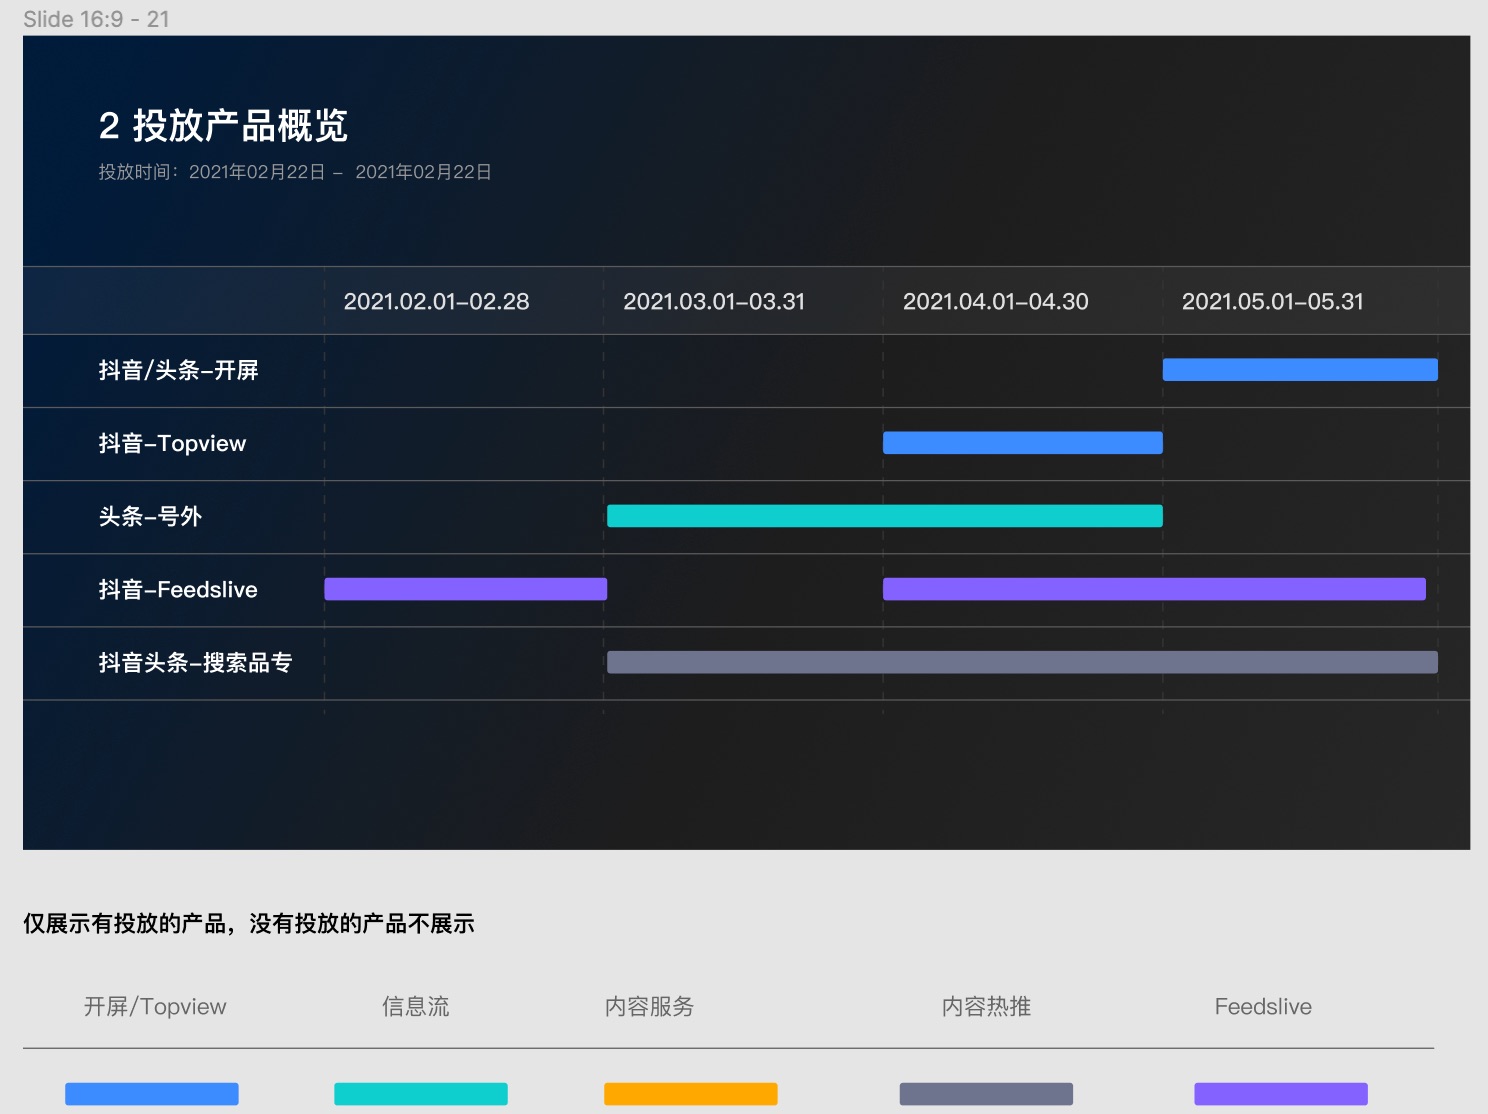 Slide 16:9 - 21
2 投放产品概览
投放时间：2021年02月22日 – 2021年02月22日
2021.02.01–02.28 2021.03.01–03.31 2021.04.01–04.30 2021.05.01–05.31
抖音/头条–开屏
抖音–Topview
头条–号外
抖音–Feedslive
抖音头条–搜索品专
仅展示有投放的产品，没有投放的产品不展示
开屏/Topview 信息流 内容服务 内容热推 Feedslive